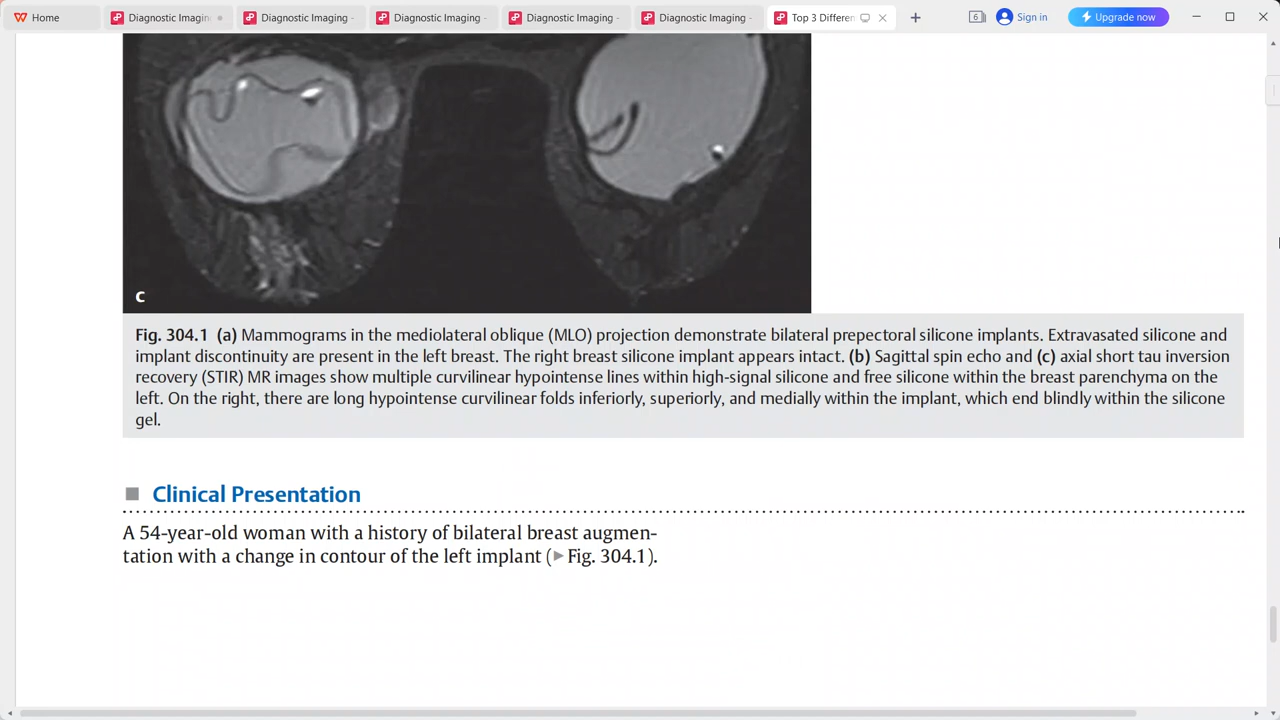 Home
Diagnostic Imaging
Diagnostic Imaging -
Diagnostic Imaging -
Diagnostic Imaging -
Diagnostic Imaging -
Top 3 Differen
6
Sign in
Upgrade now
c
Fig. 304.1 (a) Mammograms in the mediolateral oblique (MLO) projection demonstrate bilateral prepectoral silicone implants. Extravasated silicone and
implant discontinuity are present in the left breast. The right breast silicone implant appears intact. (b) Sagittal spin echo and (c) axial short tau inversion
recovery (STIR) MR images show multiple curvilinear hypointense lines within high-signal silicone and free silicone within the breast parenchyma on the
left. On the right, there are long hypointense curvilinear folds inferiorly, superiorly, and medially within the implant, which end blindly within the silicone
gel.
Clinical Presentation
A 54-year-old woman with a history of bilateral breast augmen-
tation with a change in contour of the left implant (▶Fig. 304.1).